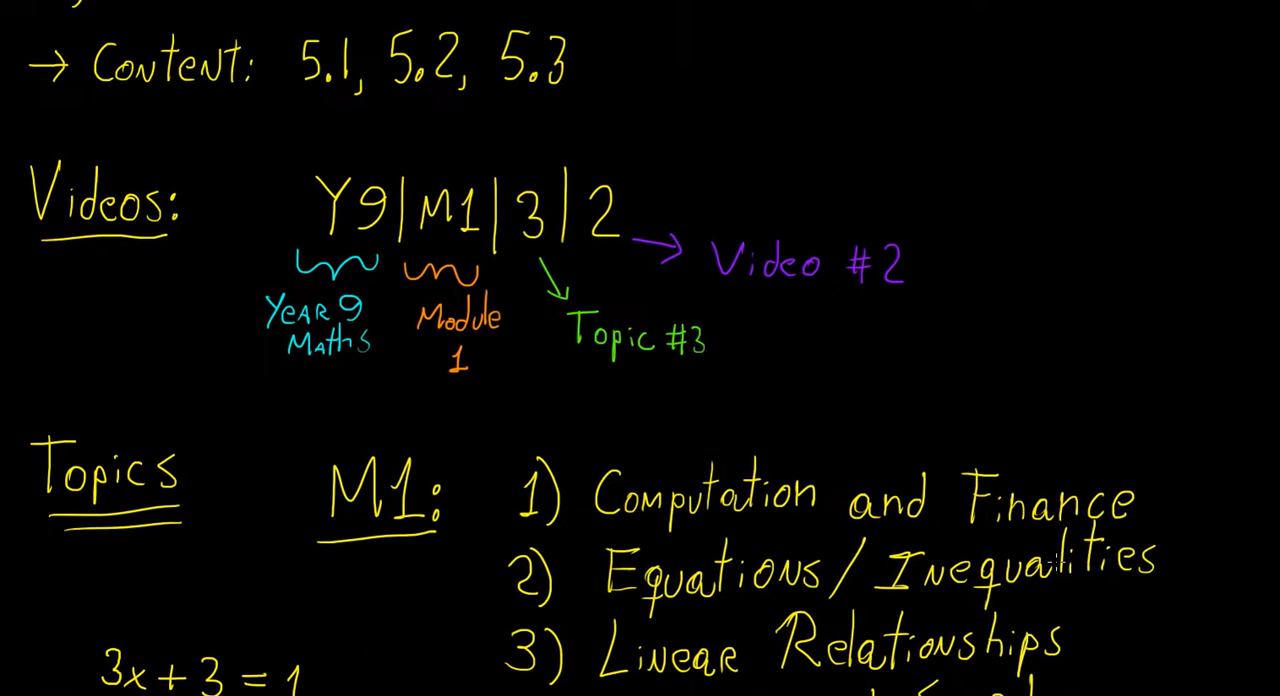 → Content: 5.1, 5.2, 5.3
Videos: Y9|M1|3|2
→ Video #2
Year 9 Maths
Module 1
Topic #3
Topics M1: 1) Computation and Finance
2) Equations/Inequalities
3) Linear Relationships
3x + 3 = 1